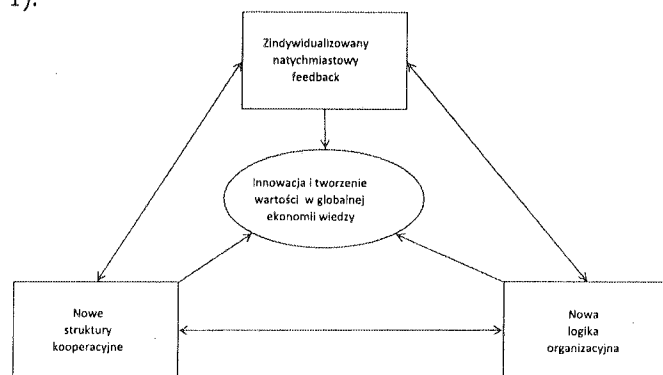 1).
Zindywidualizowany
natychmiastowy
feedback
Innowacja i tworzenie
wartości w globalnej
ekonomii wiedzy
Nowe
struktury
kooperacyjne
Nowa
logika
organizacyjna